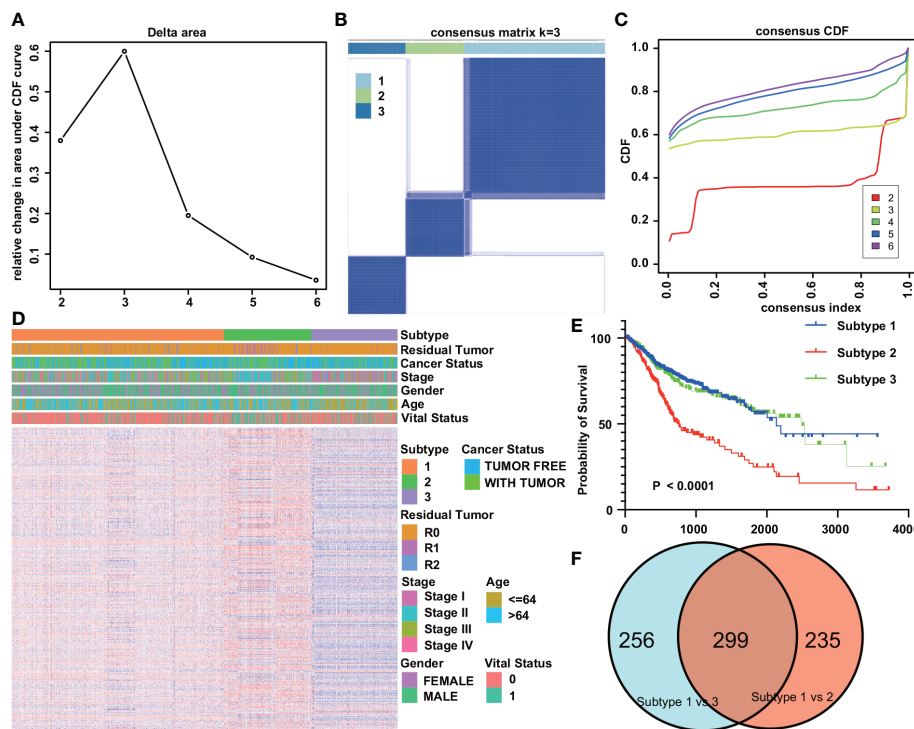 A
Delta area
relative change in area under CDF curve
0.6
0.5
0.4
0.3
0.2
0.1
2 3 4 5 6
B
consensus matrix k=3
1
2
3
C
consensus CDF
CDF
1.0
0.8
0.6
0.4
0.2
0.0
0.0 0.2 0.4 0.6 0.8 1.0
consensus index
2
3
4
5
6
D
Subtype
Residual Tumor
Cancer Status
Stage
Gender
Age
Vital Status
Subtype
1
2
3
Cancer Status
TUMOR FREE
WITH TUMOR
Residual Tumor
R0
R1
R2
Stage
Stage I
Stage II
Stage III
Stage IV
Age
<=64
>64
Gender
FEMALE
MALE
Vital Status
0
1
E
Probability of Survival
100
50
0
0 1000 2000 3000 400
Subtype 1
Subtype 2
Subtype 3
P < 0.0001
F
256
299
235
Subtype 1 vs 3
Subtype 1 vs 2